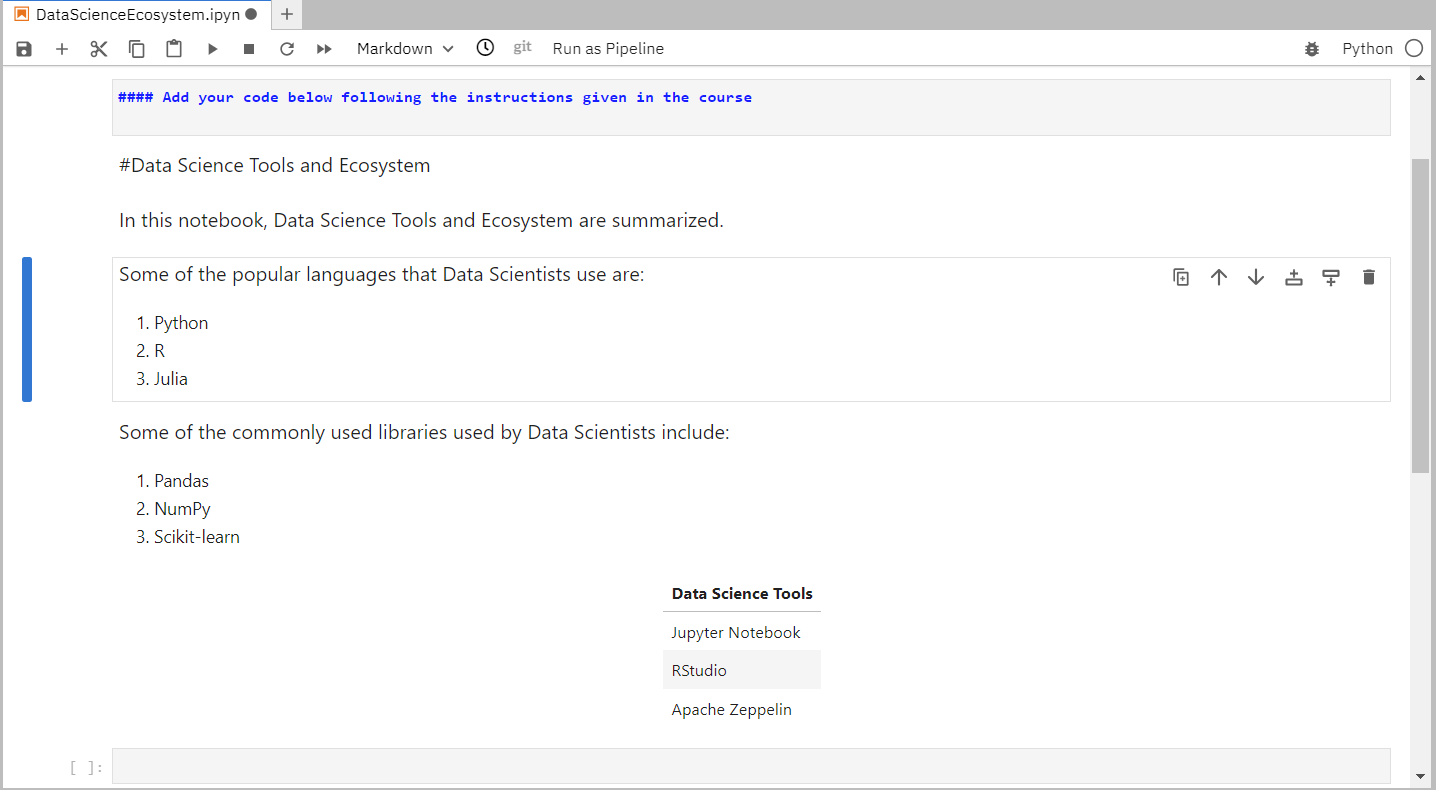 DataScienceEcosystem.ipyn
Markdown git Run as Pipeline Python
#### Add your code below following the instructions given in the course
#Data Science Tools and Ecosystem
In this notebook, Data Science Tools and Ecosystem are summarized.
Some of the popular languages that Data Scientists use are:
1. Python
2. R
3. Julia
Some of the commonly used libraries used by Data Scientists include:
1. Pandas
2. NumPy
3. Scikit-learn
Data Science Tools
Jupyter Notebook
RStudio
Apache Zeppelin
[ ]: